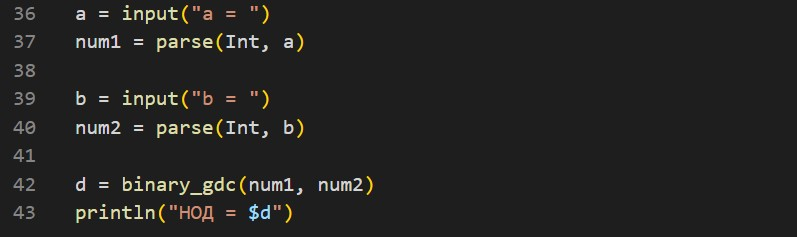 36 a = input("a = ")
37 num1 = parse(Int, a)
38
39 b = input("b = ")
40 num2 = parse(Int, b)
41
42 d = binary_gdc(num1, num2)
43 println("НОД = $d")